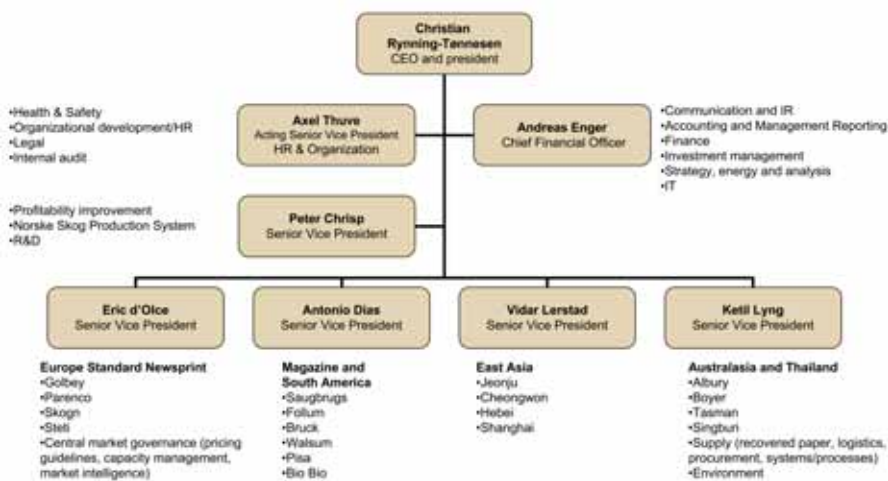 Christian
Rynning-Tønnesen
CEO and president
•Health & Safety
•Organizational development/HR
•Legal
•Internal audit
Axel Thuve
Acting Senior Vice President
HR & Organization
Andreas Enger
Chief Financial Officer
•Communication and IR
•Accounting and Management Reporting
•Finance
•Investment management
•Strategy, energy and analysis
•IT
•Profitability improvement
•Norske Skog Production System
•R&D
Peter Chrisp
Senior Vice President
Eric d'Olce
Senior Vice President
Antonio Dias
Senior Vice President
Vidar Lerstad
Senior Vice President
Ketil Lyng
Senior Vice President
Europe Standard Newsprint
•Golbey
•Parenco
•Skogn
•Steti
•Central market governance (pricing
guidelines, capacity management,
market intelligence)
Magazine and
South America
•Saugbrugs
•Follum
•Bruck
•Walsum
•Pisa
•Bio Bio
East Asia
•Jeonju
•Cheongwon
•Hebei
•Shanghai
Australasia and Thailand
•Albury
•Boyer
•Tasman
•Singburi
•Supply (recovered paper, logistics,
procurement, systems/processes)
•Environment